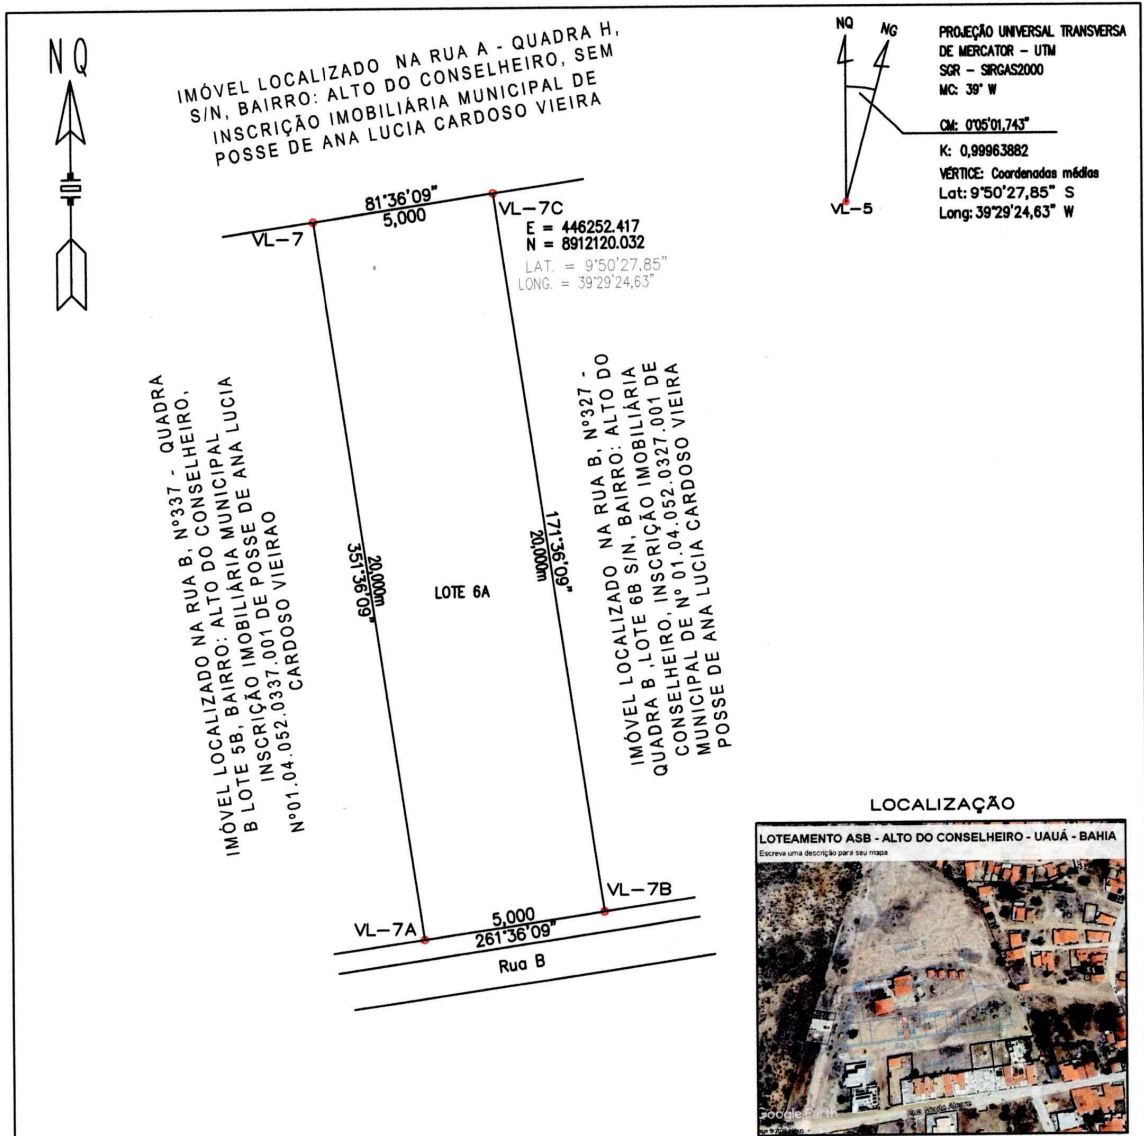 NQ
IMÓVEL LOCALIZADO NA RUA A - QUADRA H,
S/N, BAIRRO: ALTO DO CONSELHEIRO, SEM
INSCRIÇÃO IMOBILIÁRIA MUNICIPAL DE
POSSE DE ANA LUCIA CARDOSO VIEIRA
NQ
NG
VL-5
PROJEÇÃO UNIVERSAL TRANSVERSA
DE MERCATOR - UTM
SGR - SIRGAS2000
MC: 39° W
CM: 0°05'01,743"
K: 0,99963882
VÉRTICE: Coordenadas médias
Lat: 9°50'27,85" S
Long: 39°29'24,63" W
81°36'09"
5,000
VL-7
VL-7C
E = 446252.417
N = 8912120.032
LAT. = 9°50'27,85"
LONG. = 39°29'24,63"
IMÓVEL LOCALIZADO NA RUA B, Nº337 - QUADRA
B LOTE 5B, BAIRRO: ALTO DO CONSELHEIRO,
INSCRIÇÃO IMOBILIÁRIA MUNICIPAL
Nº01.04.052.0337.001 DE POSSE DE ANA LUCIA
CARDOSO VIEIRAO
20,000m
351°36'09"
LOTE 6A
171°36'09"
20,000m
IMÓVEL LOCALIZADO NA RUA B, Nº327 -
QUADRA B ,LOTE 6B S/N, BAIRRO: ALTO DO
CONSELHEIRO, INSCRIÇÃO IMOBILIÁRIA
MUNICIPAL DE Nº 01.04.052.0327.001 DE
POSSE DE ANA LUCIA CARDOSO VIEIRA
VL-7A
5,000
261°36'09"
VL-7B
Rua B
LOCALIZAÇÃO
LOTEAMENTO ASB - ALTO DO CONSELHEIRO - UAUÁ - BAHIA
Escreva uma descrição para seu mapa.
Google Earth